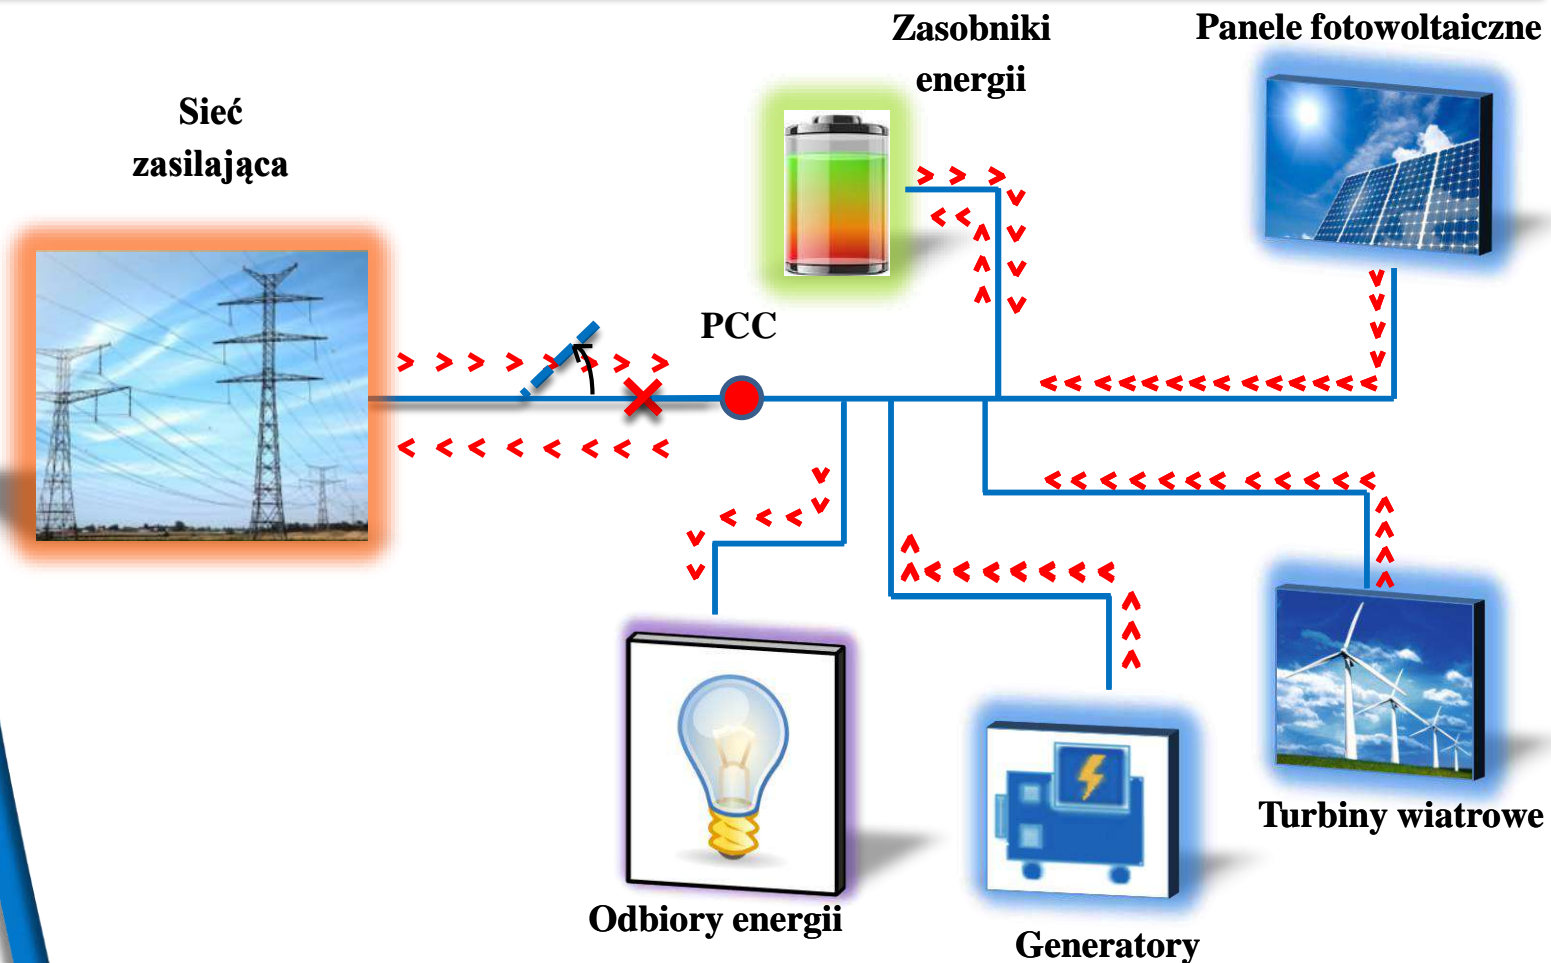 Zasobniki
energii
Panele fotowoltaiczne
Sieć
zasilająca
PCC
Turbiny wiatrowe
Odbiory energii
Generatory